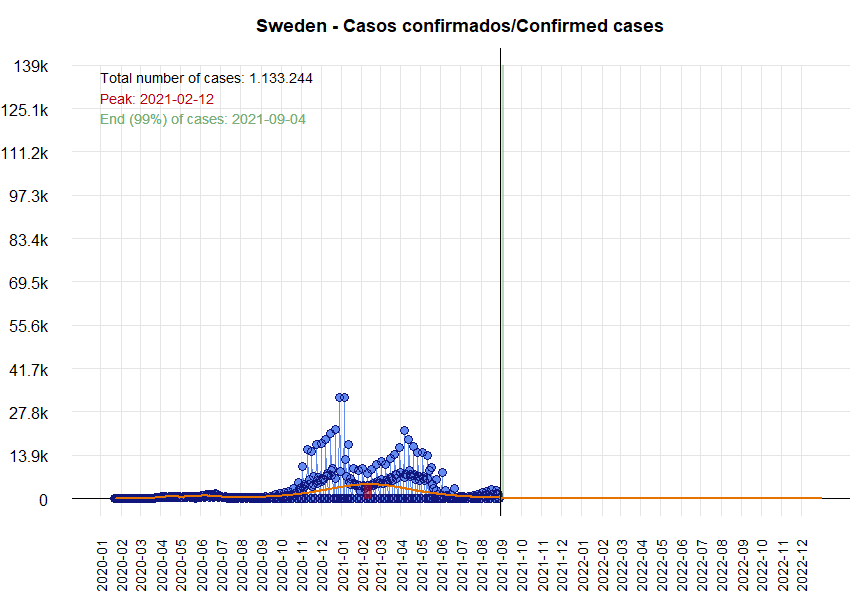 Sweden - Casos confirmados/Confirmed cases
139k
125.1k
111.2k
97.3k
83.4k
69.5k
55.6k
41.7k
27.8k
13.9k
0
Total number of cases: 1.133.244
Peak: 2021-02-12
End (99%) of cases: 2021-09-04
2020-01
2020-02
2020-03
2020-04
2020-05
2020-06
2020-07
2020-08
2020-09
2020-10
2020-11
2020-12
2021-01
2021-02
2021-03
2021-04
2021-05
2021-06
2021-07
2021-08
2021-09
2021-10
2021-11
2021-12
2022-01
2022-02
2022-03
2022-04
2022-05
2022-06
2022-07
2022-08
2022-09
2022-10
2022-11
2022-12